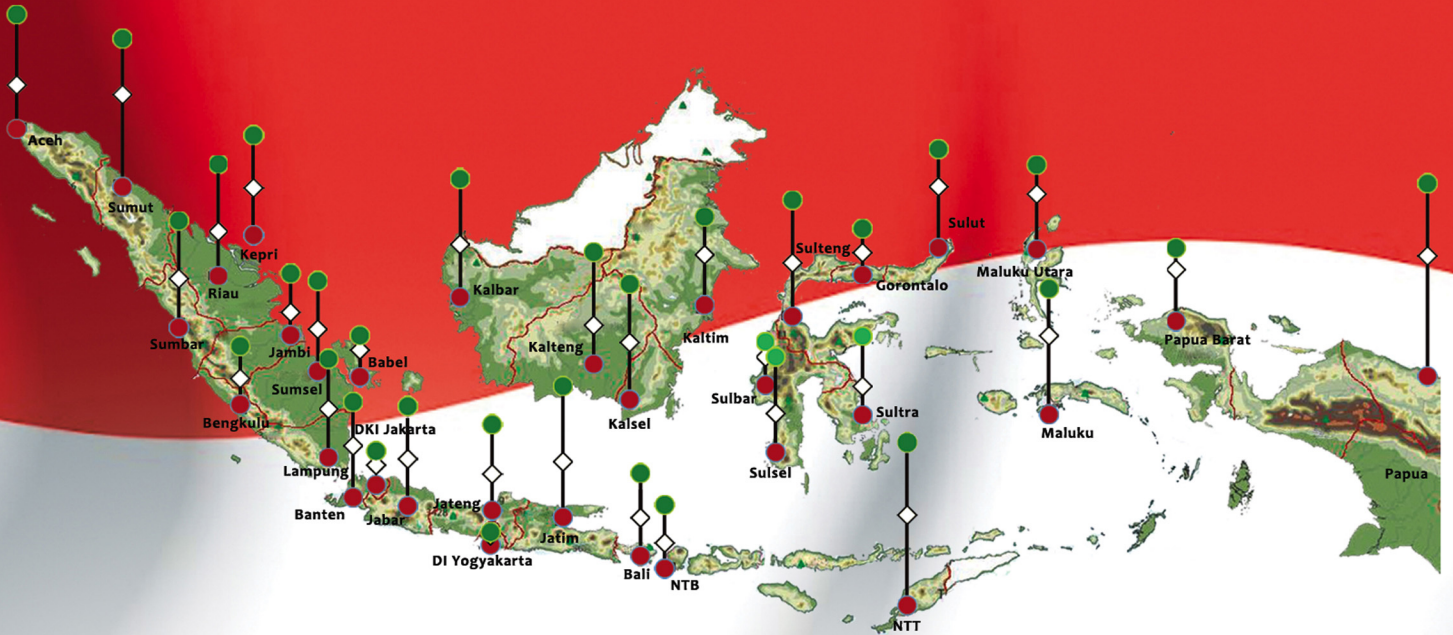 Aceh
Sumut
Kepri
Riau
Sumbar
Jambi
Babel
Sumsel
Bengkulu
DKI Jakarta
Lampung
Banten
Jabar
Jateng
DI Yogyakarta
Jatim
Bali
NTB
Kalbar
Kalteng
Kalsel
Kaltim
Sulteng
Gorontalo
Sulut
Sulbar
Sultra
Sulsel
Maluku Utara
Maluku
Papua Barat
Papua
NTT